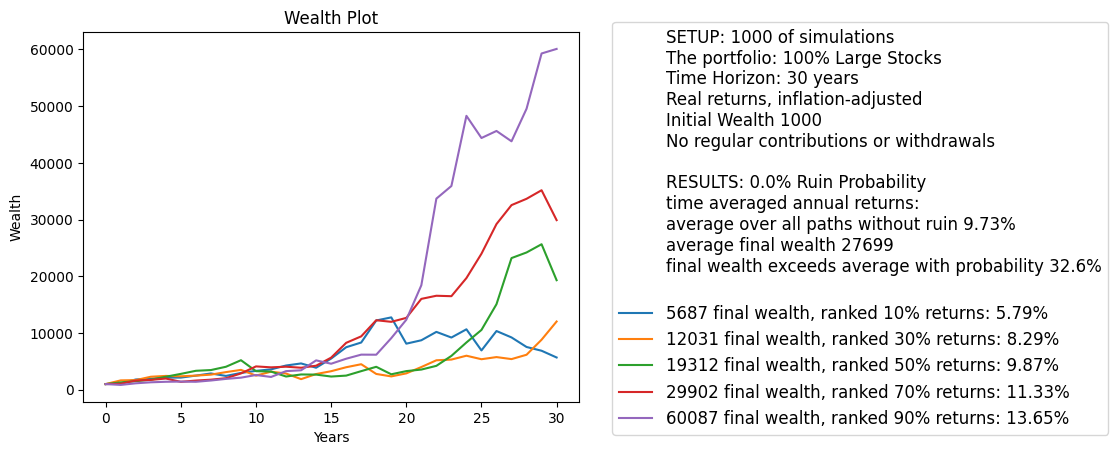 Wealth Plot
60000
50000
40000
30000
20000
10000
0
Wealth
0 5 10 15 20 25 30
Years
SETUP: 1000 of simulations
The portfolio: 100% Large Stocks
Time Horizon: 30 years
Real returns, inflation-adjusted
Initial Wealth 1000
No regular contributions or withdrawals
RESULTS: 0.0% Ruin Probability
time averaged annual returns:
average over all paths without ruin 9.73%
average final wealth 27699
final wealth exceeds average with probability 32.6%
5687 final wealth, ranked 10% returns: 5.79%
12031 final wealth, ranked 30% returns: 8.29%
19312 final wealth, ranked 50% returns: 9.87%
29902 final wealth, ranked 70% returns: 11.33%
60087 final wealth, ranked 90% returns: 13.65%